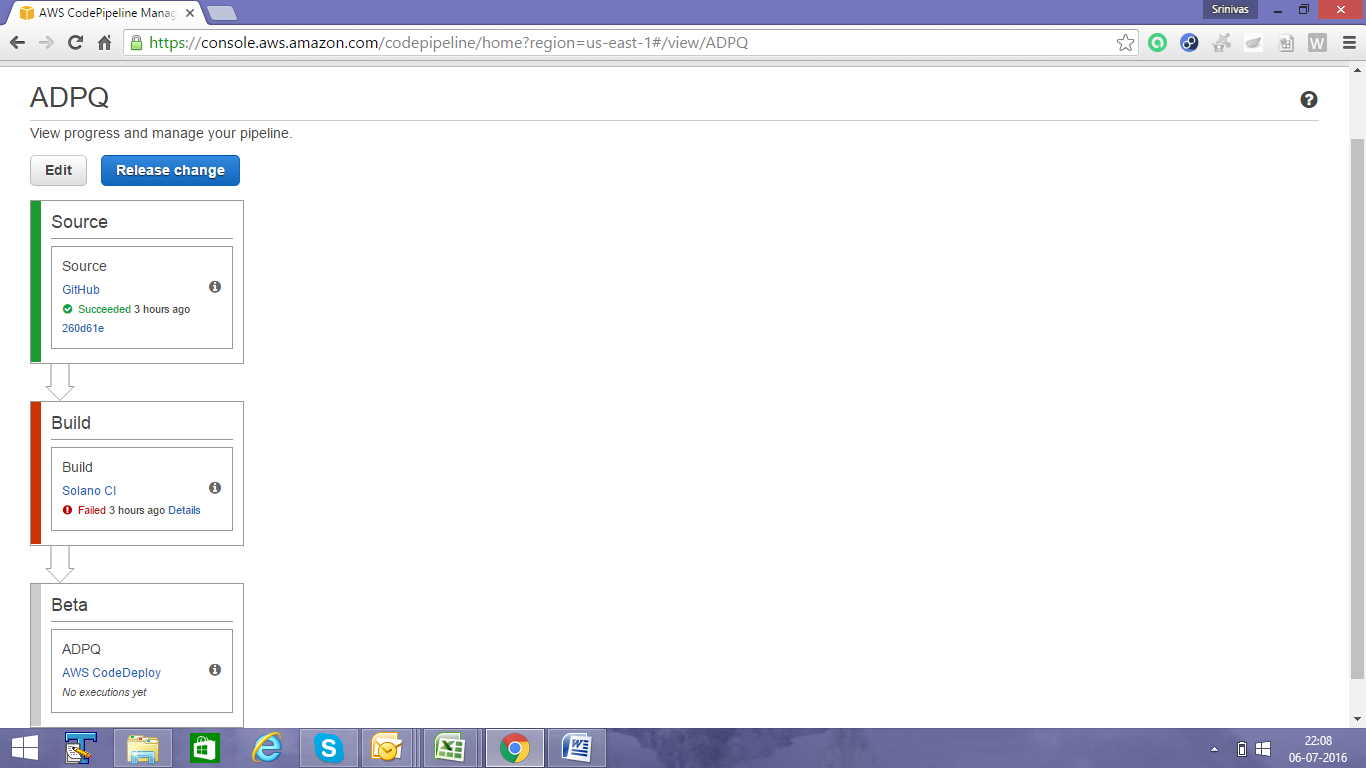 AWS CodePipeline Manag
Srinivas
https://console.aws.amazon.com/codepipeline/home?region=us-east-1#/view/ADPQ
ADPQ
View progress and manage your pipeline.
Edit
Release change
Source
Source
GitHub
Succeeded 3 hours ago
260d61e
Build
Build
Solano CI
Failed 3 hours ago Details
Beta
ADPQ
AWS CodeDeploy
No executions yet
22:08
06-07-2016